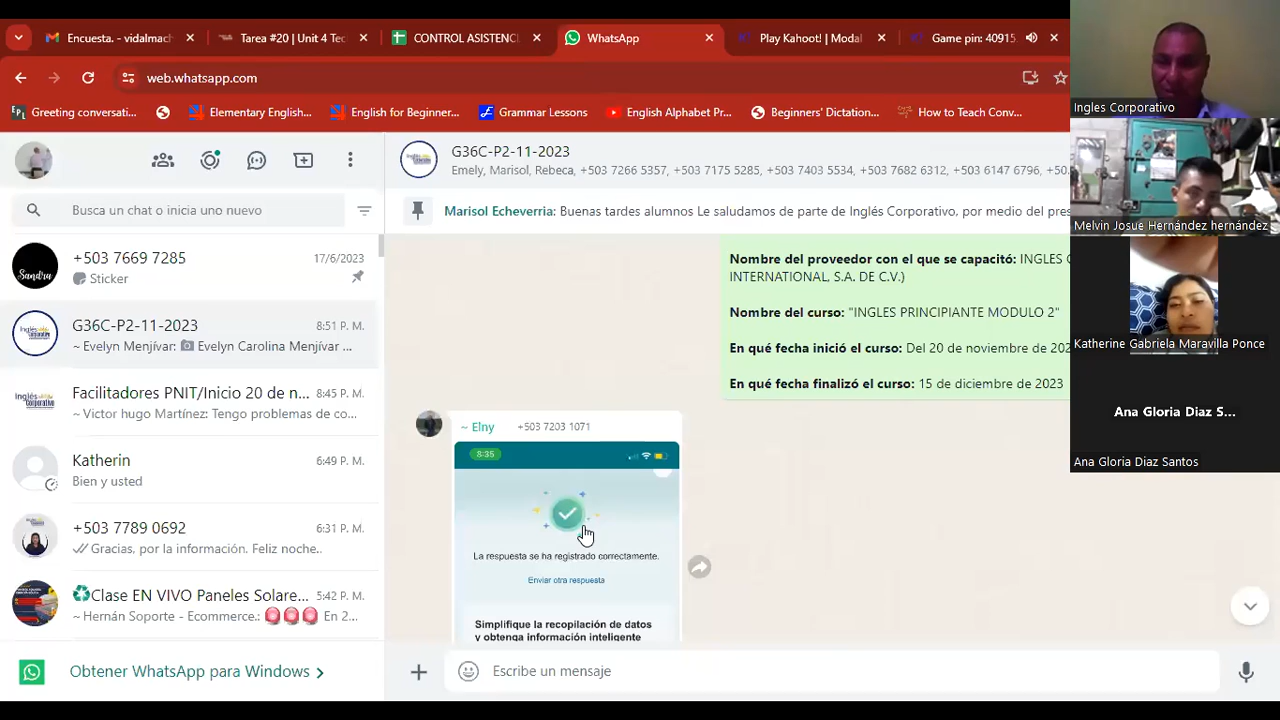 Encuesta. - vidalmach
Tarea #20 | Unit 4 Tec
CONTROL ASISTENC
WhatsApp
Play Kahoot! | Modal
Game pin: 40915
web.whatsapp.com
Greeting conversati...
Elementary English...
English for Beginner...
Grammar Lessons
English Alphabet Pr...
Beginners' Dictation...
How to Teach Conv...
Ingles Corporativo
Melvin Josue Hernández hernández
Katherine Gabriela Maravilla Ponce
Ana Gloria Diaz S...
Ana Gloria Diaz Santos
Busca un chat o inicia uno nuevo
+503 7669 7285
17/6/2023
Sandra
Sticker
G36C-P2-11-2023
8:51 P. M.
~ Evelyn Menjívar: Evelyn Carolina Menjívar ...
Facilitadores PNIT/Inicio 20 de n...
8:45 P. M.
~ Victor hugo Martínez: Tengo problemas de co...
Katherin
6:49 P. M.
Bien y usted
+503 7789 0692
6:31 P. M.
Gracias, por la información. Feliz noche..
Clase EN VIVO Paneles Solare...
5:42 P. M.
~ Hernán Soporte - Ecommerce.: En 2...
Obtener WhatsApp para Windows
G36C-P2-11-2023
Emely, Marisol, Rebeca, +503 7266 5357, +503 7175 5285, +503 7403 5534, +503 7682 6312, +503 6147 6796, +50
Marisol Echeverria: Buenas tardes alumnos Le saludamos de parte de Inglés Corporativo, por medio del pres
Nombre del proveedor con el que se capacitó: INGLES C
INTERNATIONAL, S.A. DE C.V.)
Nombre del curso: "INGLES PRINCIPIANTE MODULO 2"
En qué fecha inició el curso: Del 20 de noviembre de 202
En qué fecha finalizó el curso: 15 de diciembre de 2023
~ Elny +503 7203 1071
8:35
La respuesta se ha registrado correctamente.
Enviar otra respuesta
Simplifique la recopilación de datos
y obtenga información inteligente
Escribe un mensaje